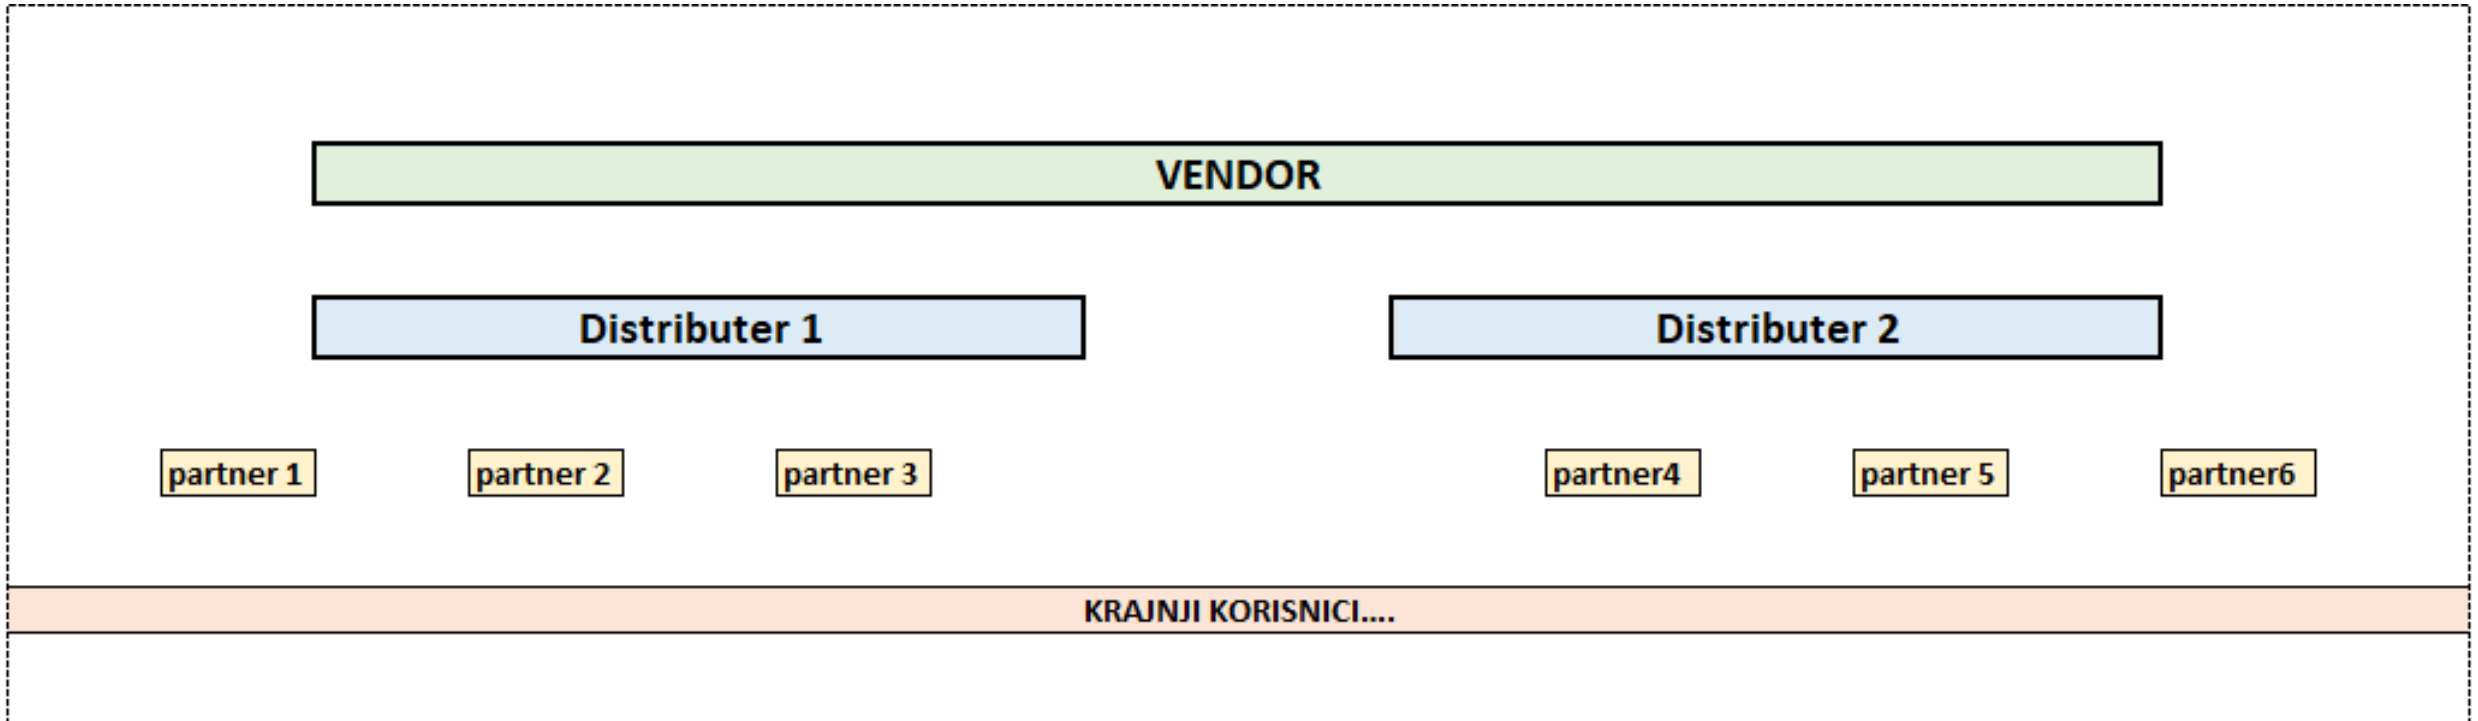 VENDOR
Distributer 1
Distributer 2
partner 1
partner 2
partner 3
partner4
partner 5
partner6
KRAJNJI KORISNICI....